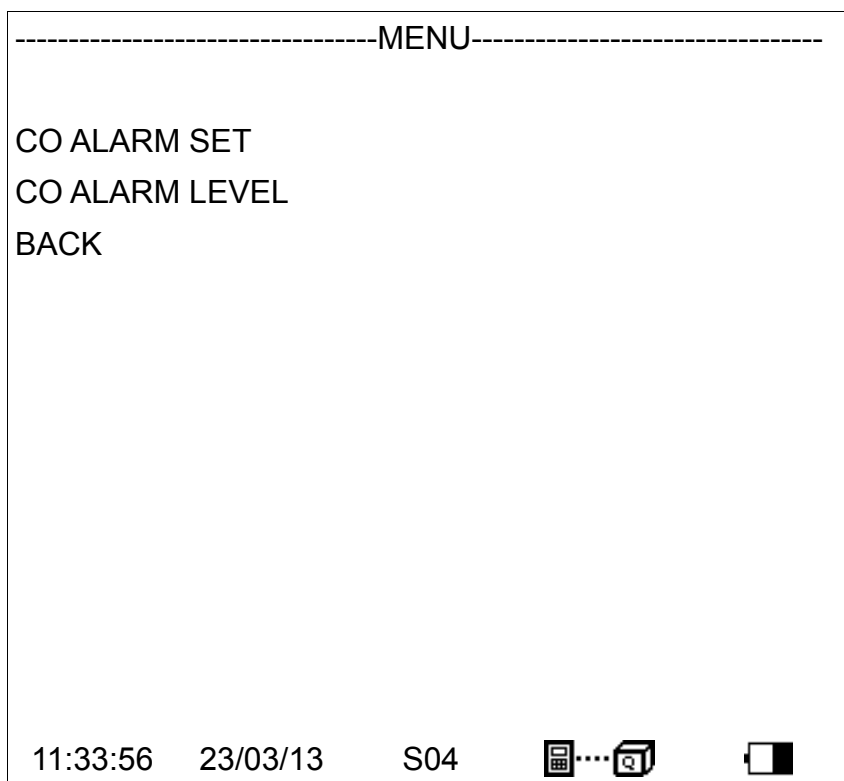 ----------------------------------MENU---------------------------------
CO ALARM SET
CO ALARM LEVEL
BACK
11:33:56 23/03/13 S04 Q